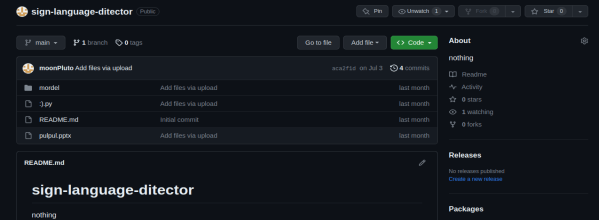 sign-language-ditector Public
Pin
Unwatch 1
Fork 0
Star 0
main
1 branch
0 tags
Go to file
Add file
Code
moonPluto Add files via upload
aca2f1d on Jul 3
4 commits
mordel Add files via upload last month
:).py Add files via upload last month
README.md Initial commit last month
pulpul.pptx Add files via upload last month
README.md
sign-language-ditector
nothing
About
nothing
Readme
Activity
0 stars
1 watching
0 forks
Releases
No releases published
Create a new release
Packages